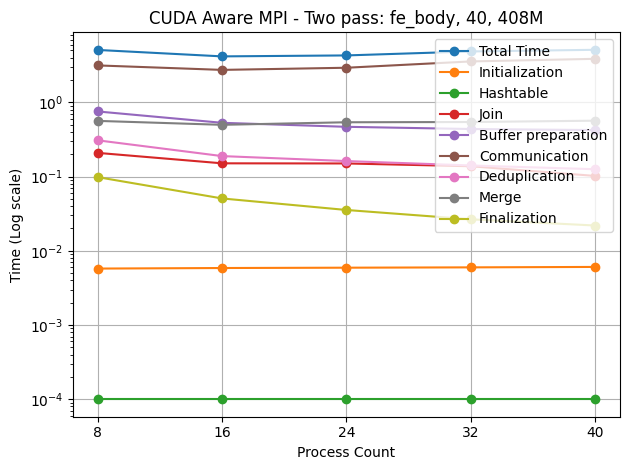 CUDA Aware MPI - Two pass: fe_body, 40, 408M
Total Time
Initialization
Hashtable
Join
Buffer preparation
Communication
Deduplication
Merge
Finalization
10⁰
10⁻¹
10⁻²
10⁻³
10⁻⁴
Time (Log scale)
8 16 24 32 40
Process Count